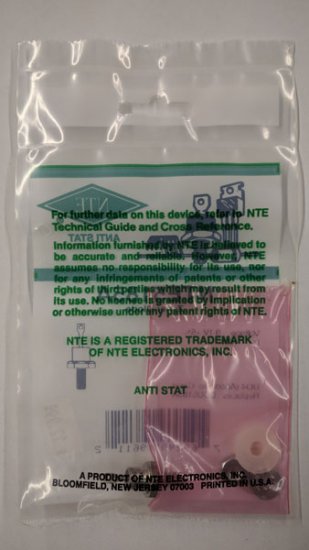 NTE
ANTI STAT
For further data on this device, refer to NTE
Technical Guide and Cross Reference.
Information furnished by NTE is believed to
be accurate and reliable. However, NTE
assumes no responsibility for its use, nor
for any infringements of patents or other
rights of third parties which may result from
its use. No license is granted by implication
or otherwise under any patent rights of NTE.
NTE IS A REGISTERED TRADEMARK
OF NTE ELECTRONICS, INC.
ANTI STAT
A PRODUCT OF NTE ELECTRONICS, INC.
BLOOMFIELD, NEW JERSEY 07003 PRINTED IN U.S.A.